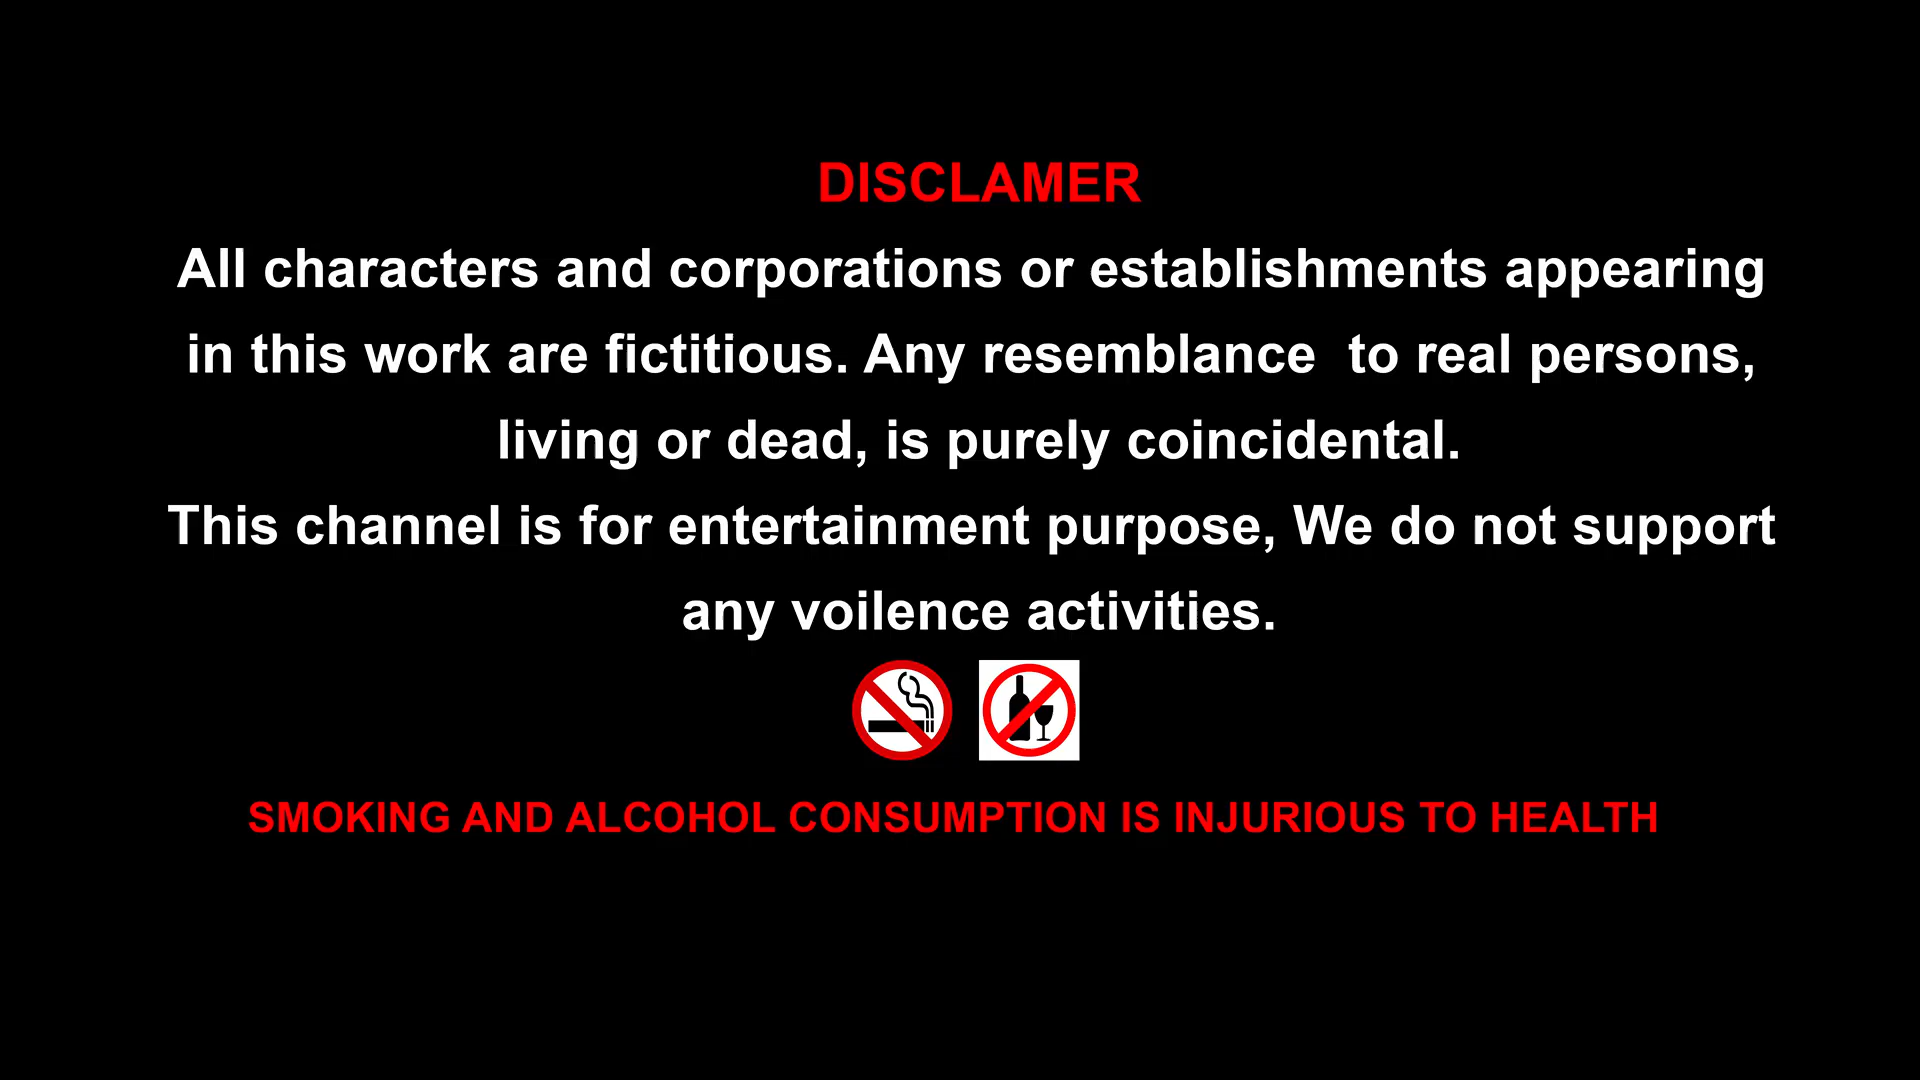 DISCLAMER
All characters and corporations or establishments appearing
in this work are fictitious. Any resemblance  to real persons,
living or dead, is purely coincidental.
This channel is for entertainment purpose, We do not support
any voilence activities.
SMOKING AND ALCOHOL CONSUMPTION IS INJURIOUS TO HEALTH